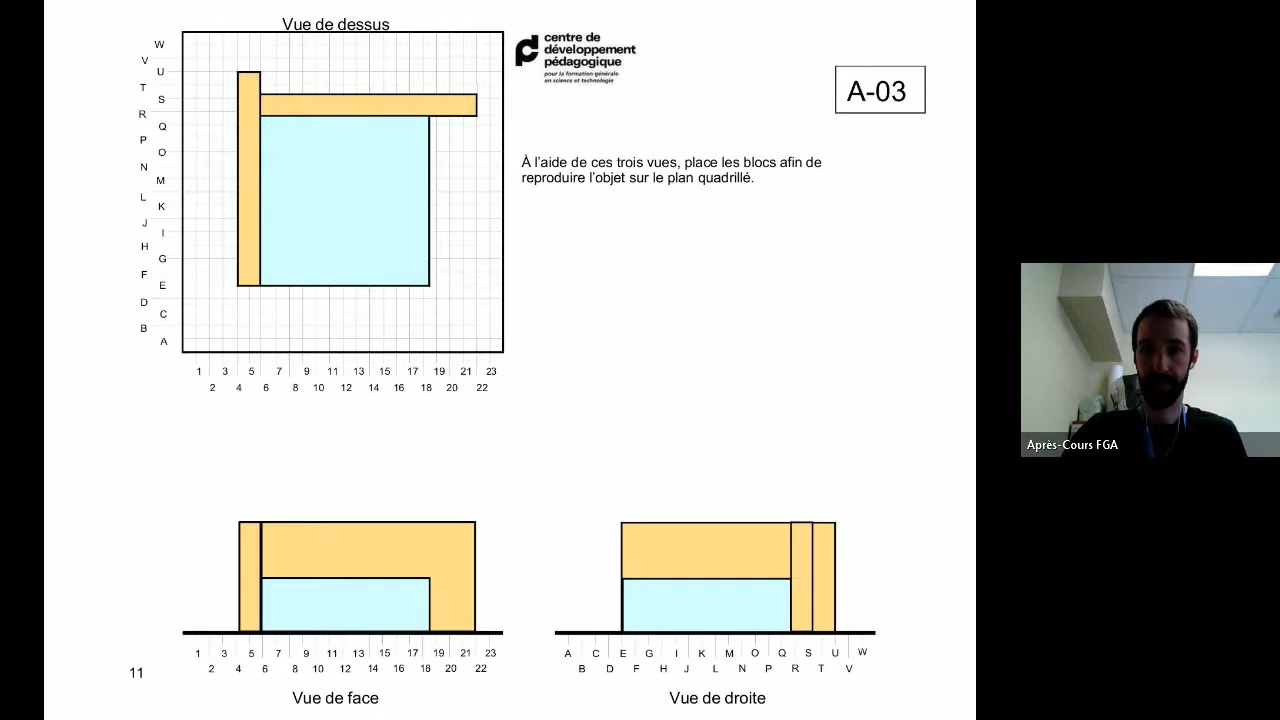 Vue de dessus
centre de
développement
pédagogique
pour la formation générale
en science et technologie
A-03
À l'aide de ces trois vues, place les blocs afin de
reproduire l'objet sur le plan quadrillé.
W
V
U
T
S
R
Q
P
O
N
M
L
K
J
I
H
G
F
E
D
C
B
A
1 3 5 7 9 11 13 15 17 19 21 23
2 4 6 8 10 12 14 16 18 20 22
Après-Cours FGA
1 3 5 7 9 11 13 15 17 19 21 23
2 4 6 8 10 12 14 16 18 20 22
A C E G I K M O Q S U W
B D F H J L N P R T V
11
Vue de face
Vue de droite